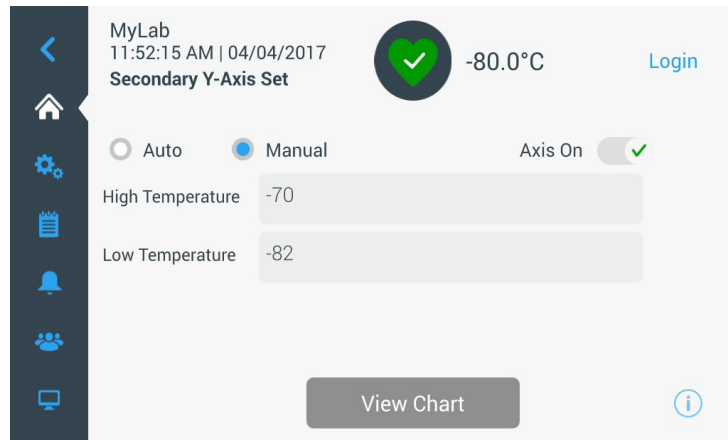 MyLab
11:52:15 AM | 04/04/2017
Secondary Y-Axis Set
-80.0°C
Login
Auto
Manual
Axis On
High Temperature
-70
Low Temperature
-82
View Chart